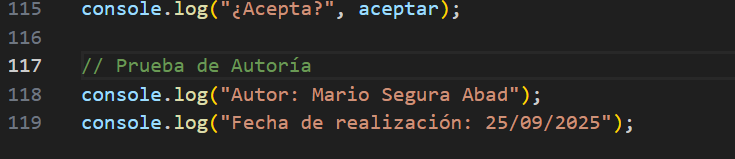 115 console.log("¿Acepta?", aceptar);
116
117 // Prueba de Autoría
118 console.log("Autor: Mario Segura Abad");
119 console.log("Fecha de realización: 25/09/2025");